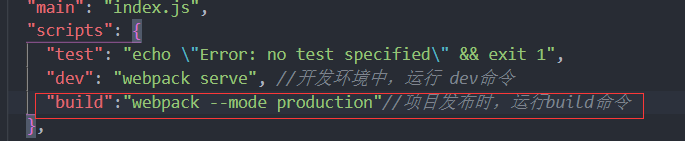 "main": "index.js",
"scripts": {
"test": "echo \"Error: no test specified\" && exit 1",
"dev": "webpack serve", //开发环境中，运行 dev命令
"build":"webpack --mode production"//项目发布时，运行build命令
},